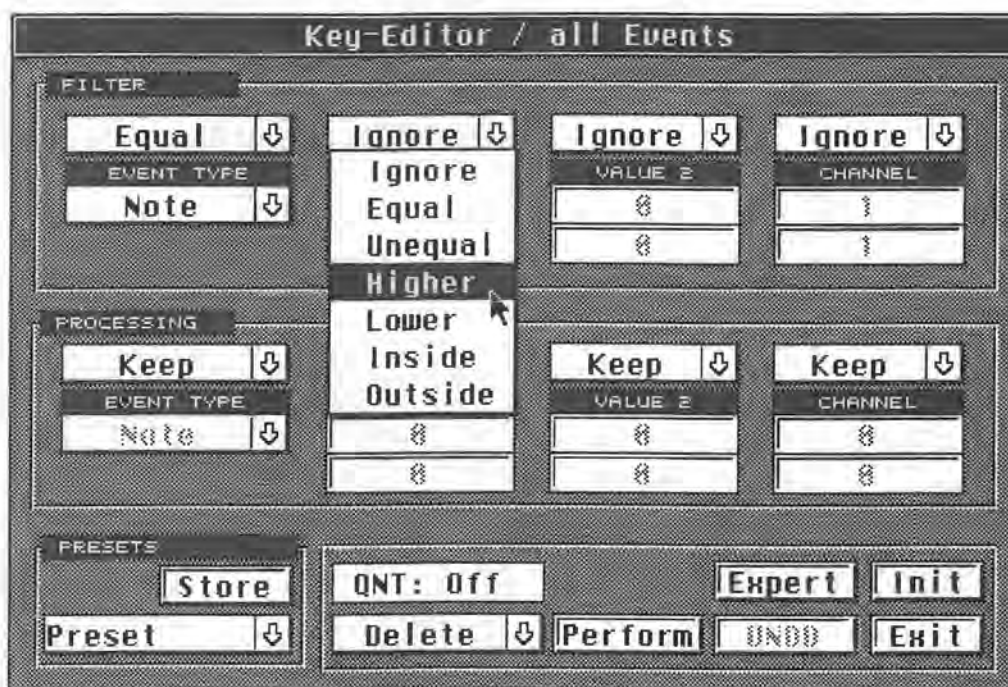 Key-Editor / all Events
FILTER
Equal Ignore Ignore Ignore
EVENT TYPE VALUE 2 CHANNEL
Note 0 1
0 1
Ignore
Equal
Unequal
Higher
Lower
Inside
Outside
PROCESSING
Keep Keep Keep
EVENT TYPE VALUE 2 CHANNEL
Note 0 0 0
0 0 0
PRESETS
Store QNT: Off Expert Init
Preset Delete Perform UNDO Exit